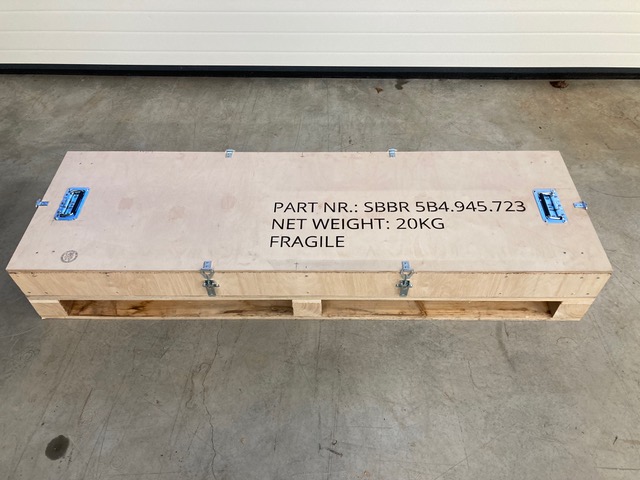 PART NR.: SBBR 5B4.945.723
NET WEIGHT: 20KG
FRAGILE